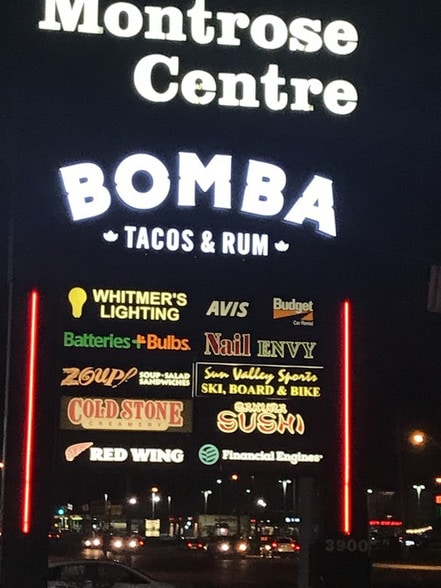 Montrose
Centre
BOMBA
TACOS & RUM
WHITMER'S
LIGHTING
AVIS
Budget
Car Rental
Batteries+Bulbs.
Nail ENVY
ZOUP!
SOUP•SALAD
SANDWICHES
Sun Valley Sports
SKI, BOARD & BIKE
COLD STONE
CREAMERY
SAKURA
SUSHI
RED WING
Financial Engines
3900